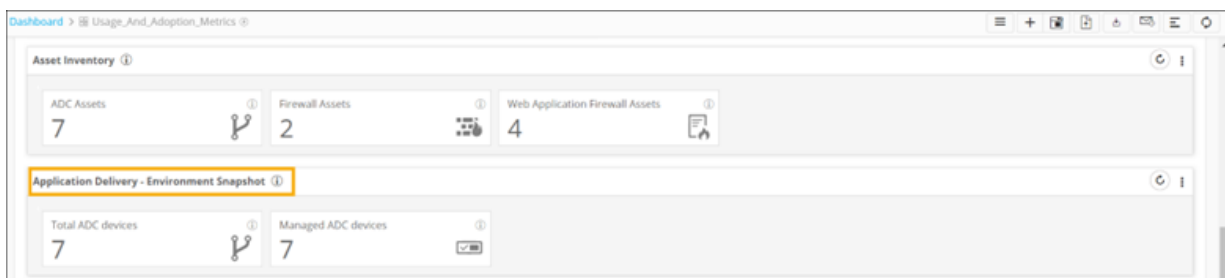 Dashboard > Usage_And_Adoption_Metrics
Asset Inventory
ADC Assets
7
Firewall Assets
2
Web Application Firewall Assets
4
Application Delivery - Environment Snapshot
Total ADC devices
7
Managed ADC devices
7